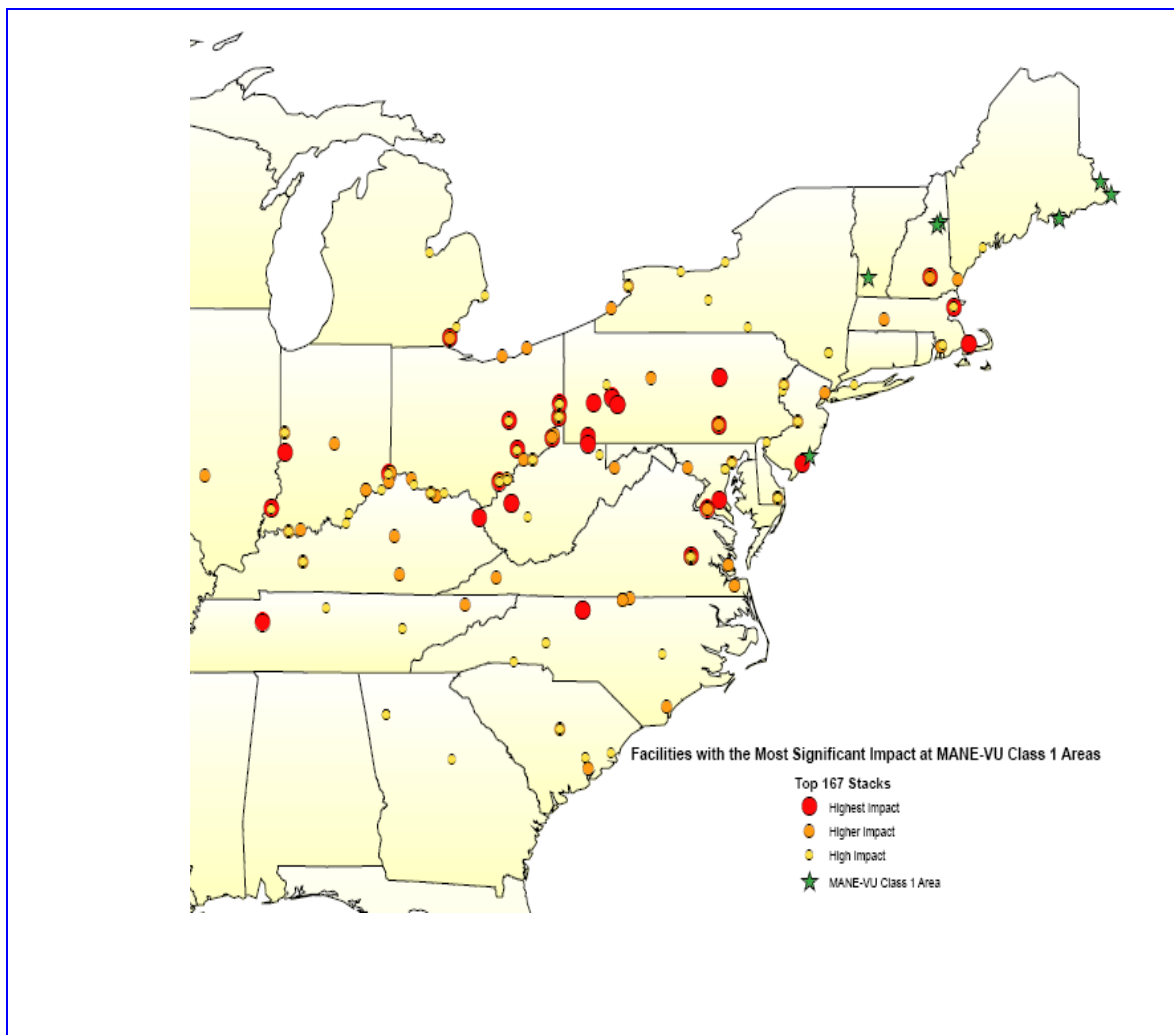 Facilities with the Most Significant Impact at MANE-VU Class 1 Areas
Top 167 Stacks
Highest Impact
Higher Impact
High Impact
MANE-VU Class 1 Area